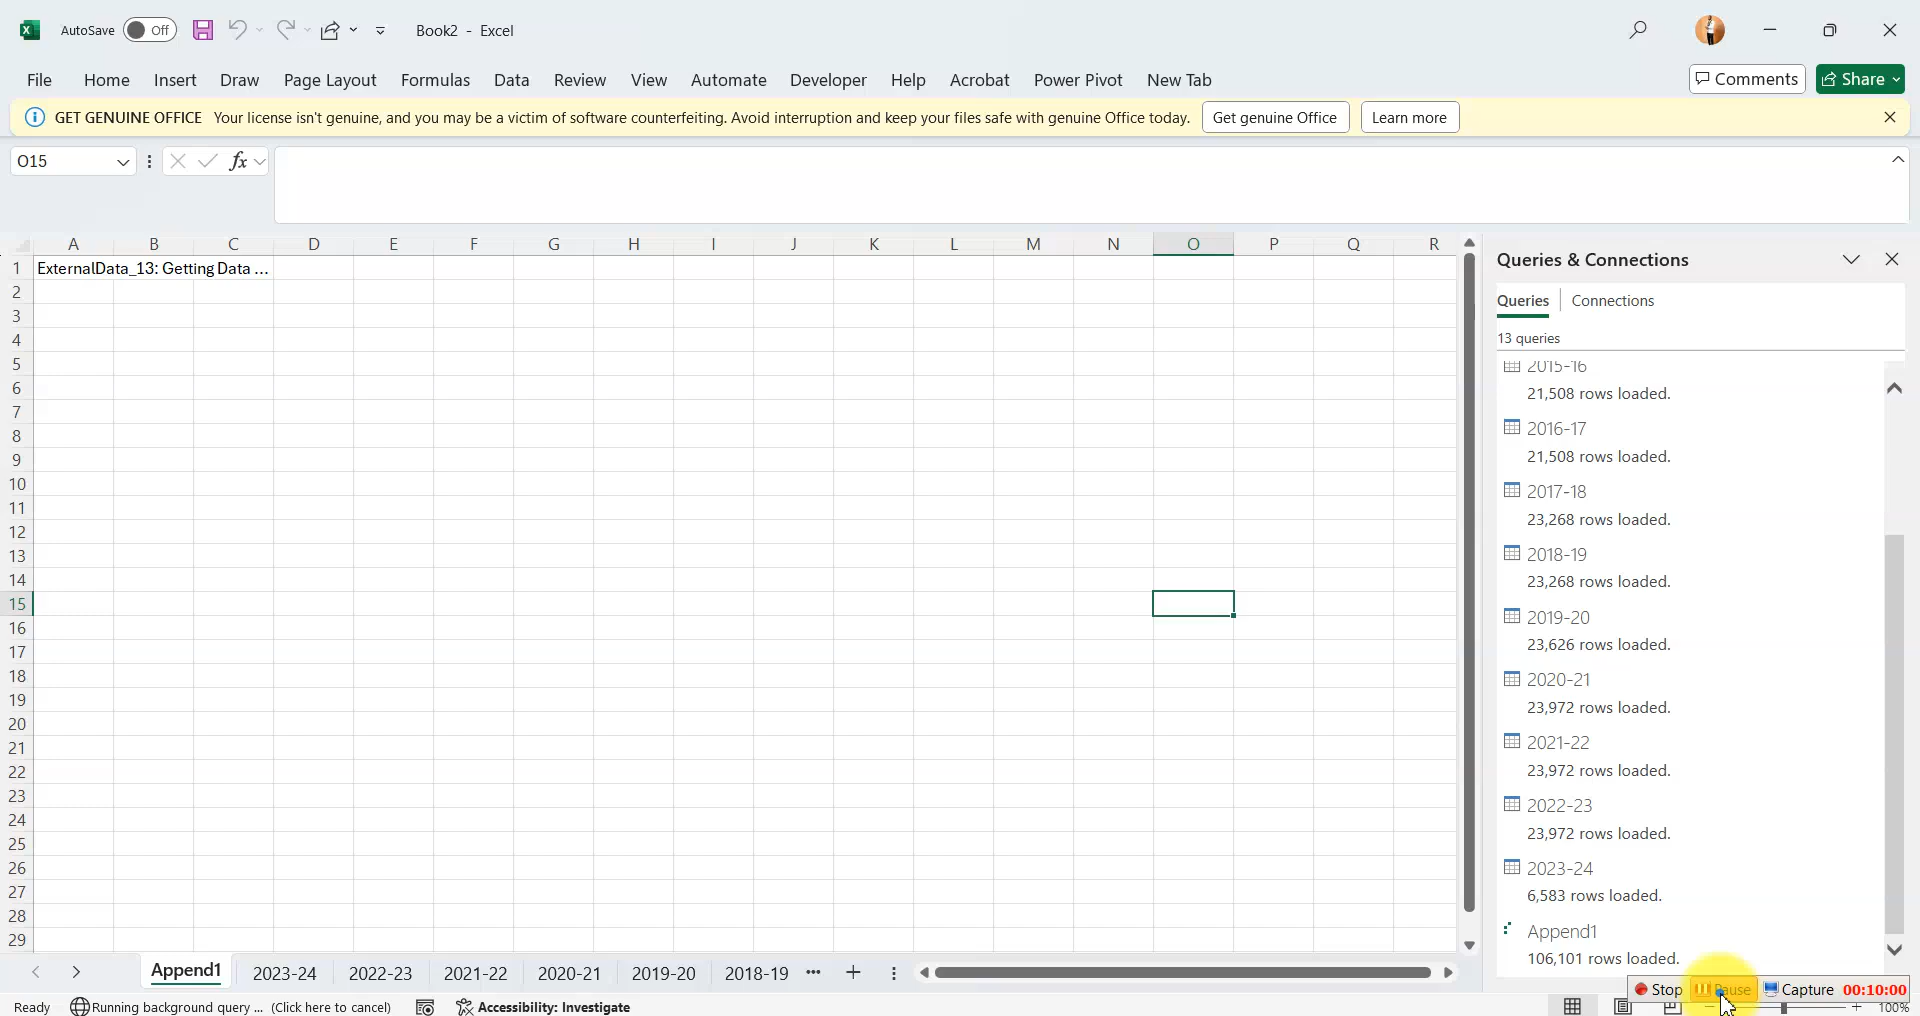 AutoSave Off Book2 - Excel
File Home Insert Draw Page Layout Formulas Data Review View Automate Developer Help Acrobat Power Pivot New Tab Comments Share
GET GENUINE OFFICE Your license isn't genuine, and you may be a victim of software counterfeiting. Avoid interruption and keep your files safe with genuine Office today. Get genuine Office Learn more
O15 fx
A B C D E F G H I J K L M N O P Q R
1 ExternalData_13: Getting Data ...
2
3
4
5
6
7
8
9
10
11
12
13
14
15
16
17
18
19
20
21
22
23
24
25
26
27
28
29
Queries & Connections
Queries Connections
13 queries
2015-16
21,508 rows loaded.
2016-17
21,508 rows loaded.
2017-18
23,268 rows loaded.
2018-19
23,268 rows loaded.
2019-20
23,626 rows loaded.
2020-21
23,972 rows loaded.
2021-22
23,972 rows loaded.
2022-23
23,972 rows loaded.
2023-24
6,583 rows loaded.
Append1
106,101 rows loaded.
Append1 2023-24 2022-23 2021-22 2020-21 2019-20 2018-19 ...
Stop Pause Capture 00:10:00
Ready Running background query ... (Click here to cancel) Accessibility: Investigate 100%